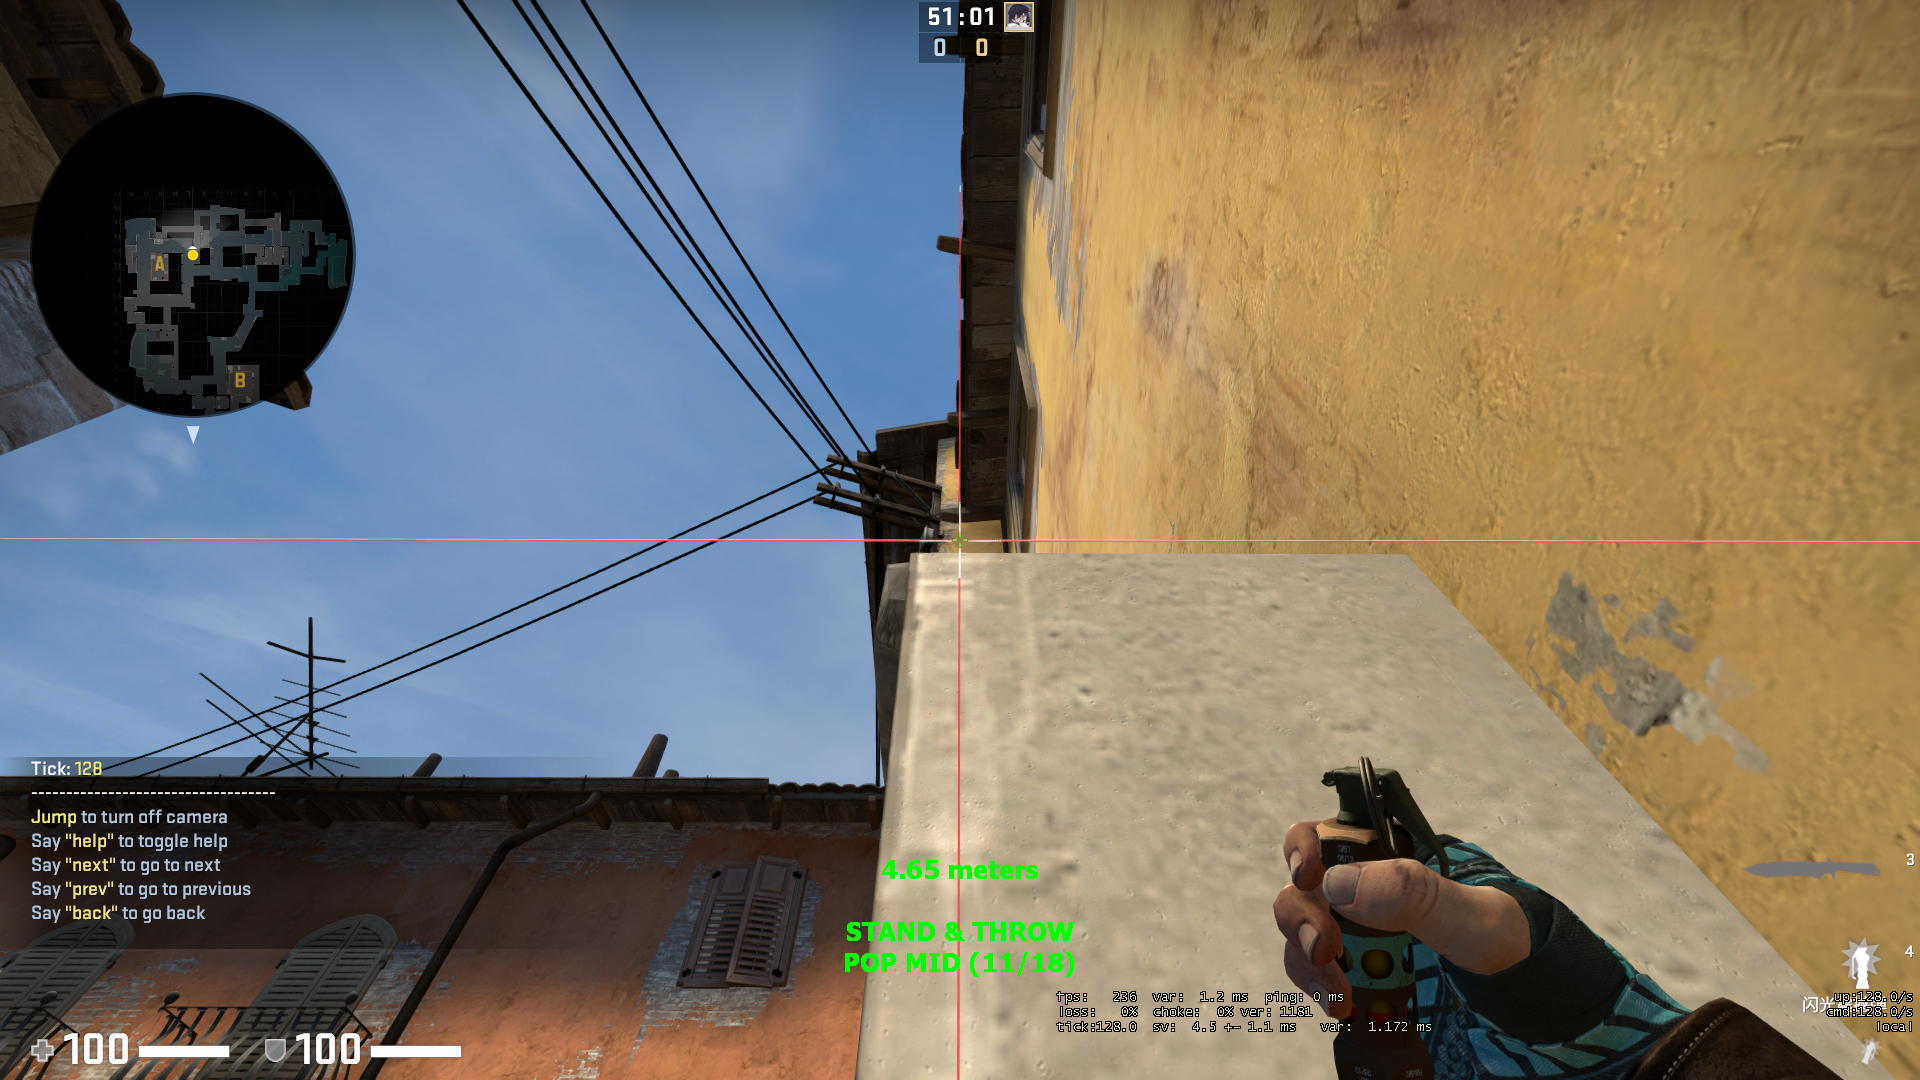 51:01
0 0
A
B
Tick: 128
-----------------------------------
Jump to turn off camera
Say "help" to toggle help
Say "next" to go to next
Say "prev" to go to previous
Say "back" to go back
4.65 meters
STAND & THROW
POP MID (11/18)
3
4
fps: 236 var: 1.2 ms ping: 0 ms
loss: 0% choke: 0% ver: 1181
tick:128.0 sv: 4.5 +- 1.1 ms var: 1.172 ms
up:128.0/s
cmd:128.0/s
local
闪光
100 100